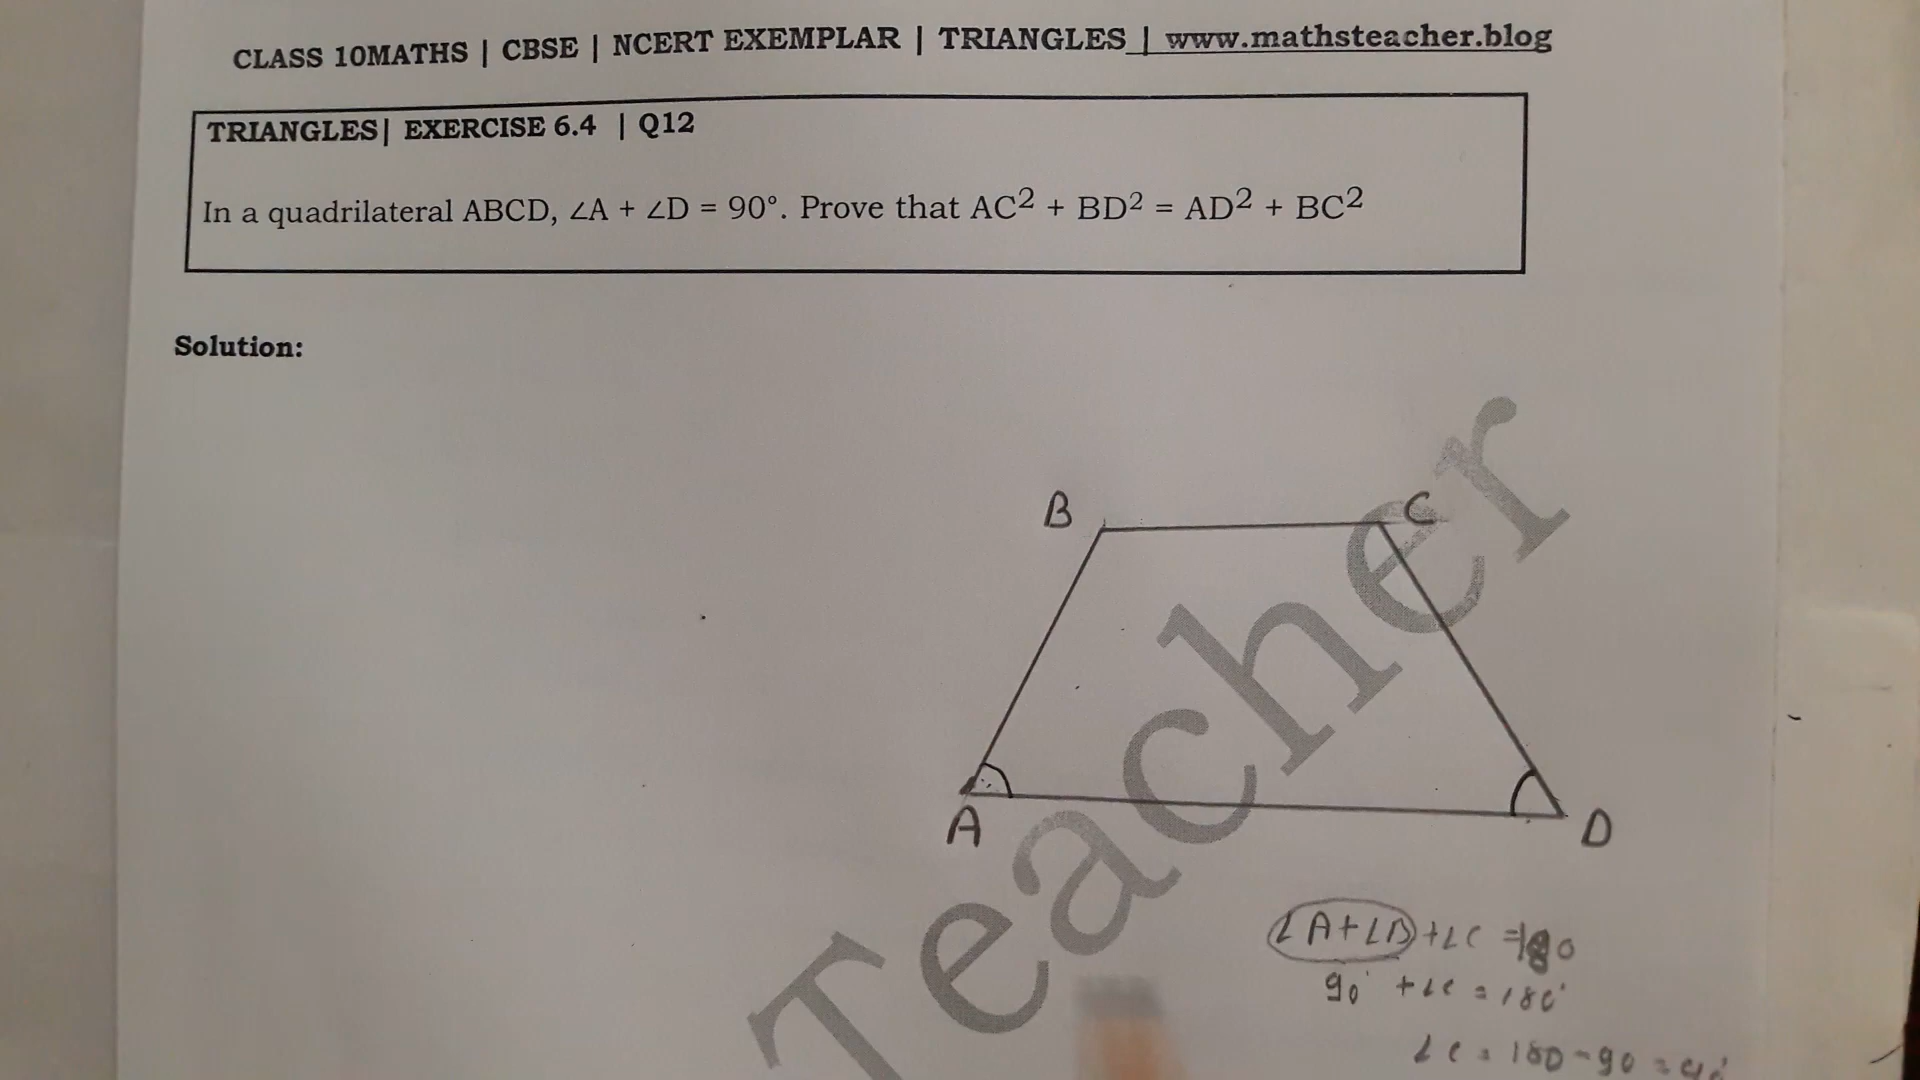 CLASS 10MATHS | CBSE | NCERT EXEMPLAR | TRIANGLES | www.mathsteacher.blog
TRIANGLES| EXERCISE 6.4 | Q12
In a quadrilateral ABCD, ∠A + ∠D = 90°. Prove that AC² + BD² = AD² + BC²
Solution:
B C
A D
∠A+∠B+∠C =180
90° +∠C = 180°
∠C = 180-90 = 90°
Teacher